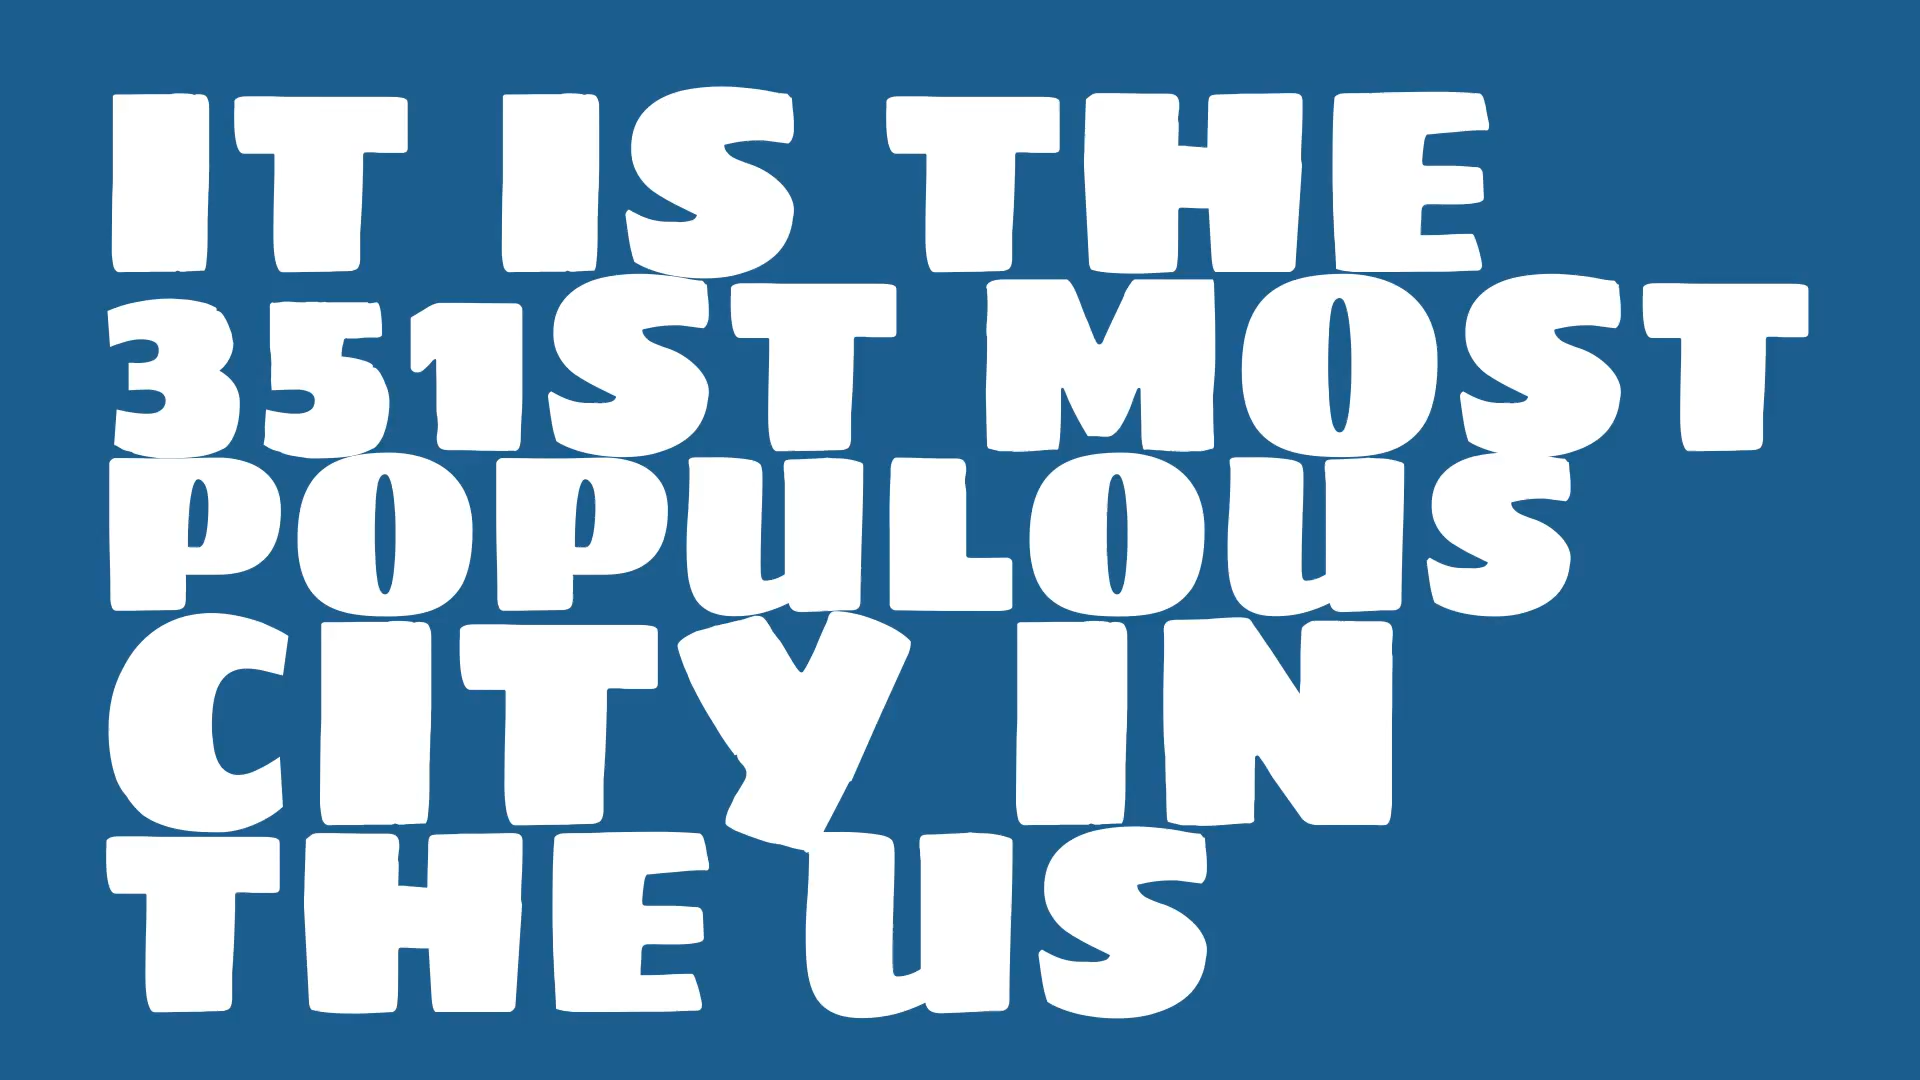 IT IS THE
351ST MOST
POPULOUS
CITY IN
THE US